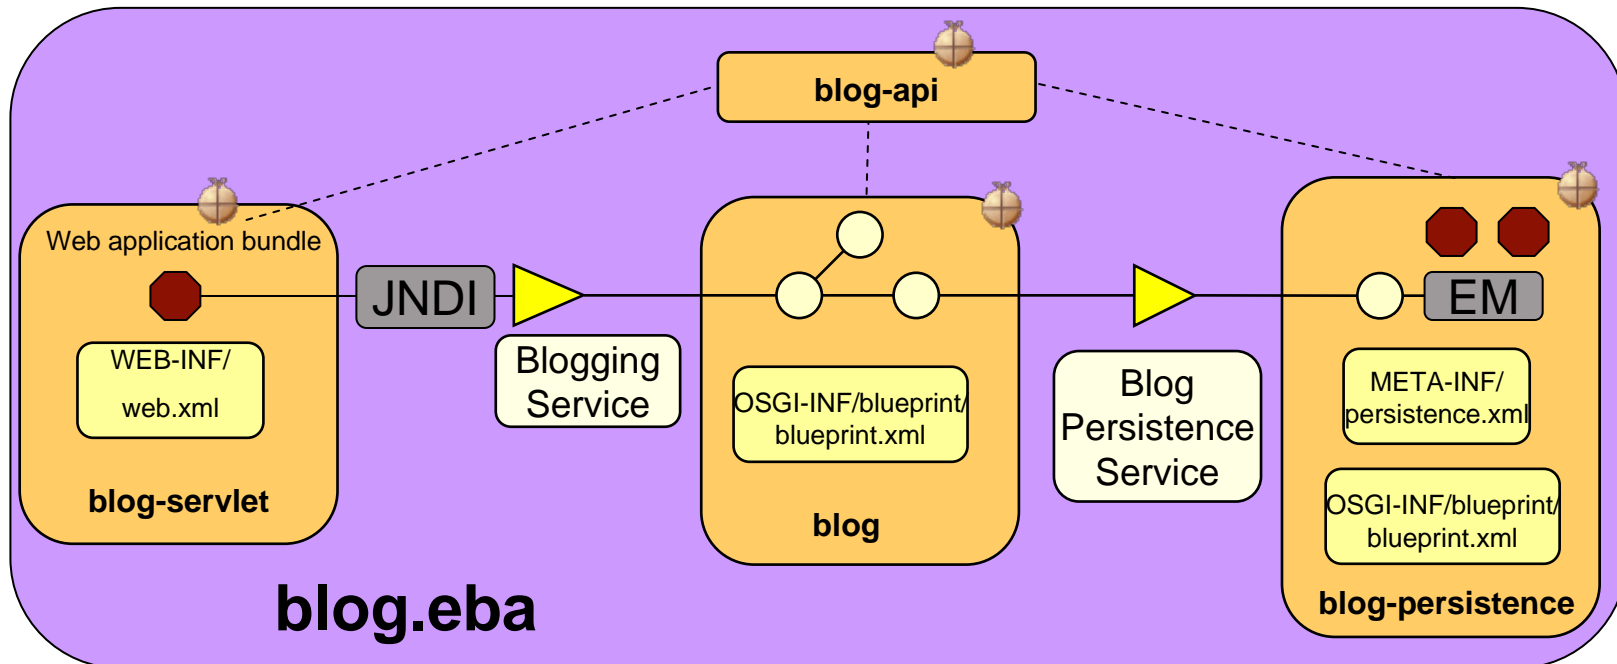 blog-api
Web application bundle
WEB-INF/
web.xml
blog-servlet
JNDI
Blogging
Service
OSGI-INF/blueprint/
blueprint.xml
blog
Blog
Persistence
Service
EM
META-INF/
persistence.xml
OSGI-INF/blueprint/
blueprint.xml
blog-persistence
blog.eba